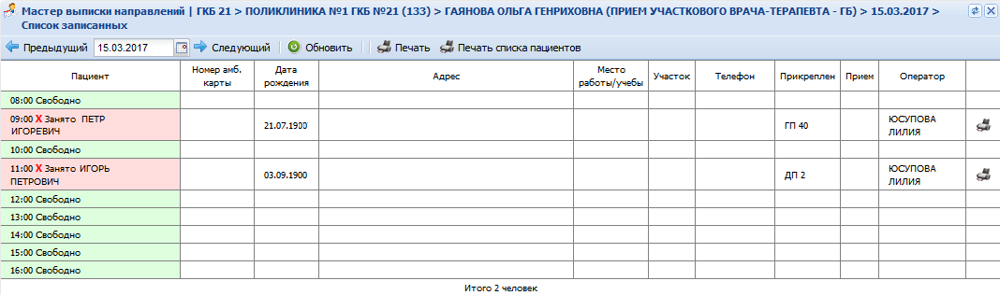 Мастер выписки направлений | ГКБ 21 > ПОЛИКЛИНИКА №1 ГКБ №21 (133) > ГАЯНОВА ОЛЬГА ГЕНРИХОВНА (ПРИЕМ УЧАСТКОВОГО ВРАЧА-ТЕРАПЕВТА - ГБ) > 15.03.2017 >
Список записанных
Предыдущий 15.03.2017 Следующий Обновить Печать Печать списка пациентов
Пациент Номер амб. карты Дата рождения Адрес Место работы/учебы Участок Телефон Прикреплен Прием Оператор
08:00 Свободно
09:00 X Занято ПЕТР ИГОРЕВИЧ 21.07.1900 ГП 40 ЮСУПОВА ЛИЛИЯ
10:00 Свободно
11:00 X Занято ИГОРЬ ПЕТРОВИЧ 03.09.1900 ДП 2 ЮСУПОВА ЛИЛИЯ
12:00 Свободно
13:00 Свободно
14:00 Свободно
15:00 Свободно
16:00 Свободно
Итого 2 человек